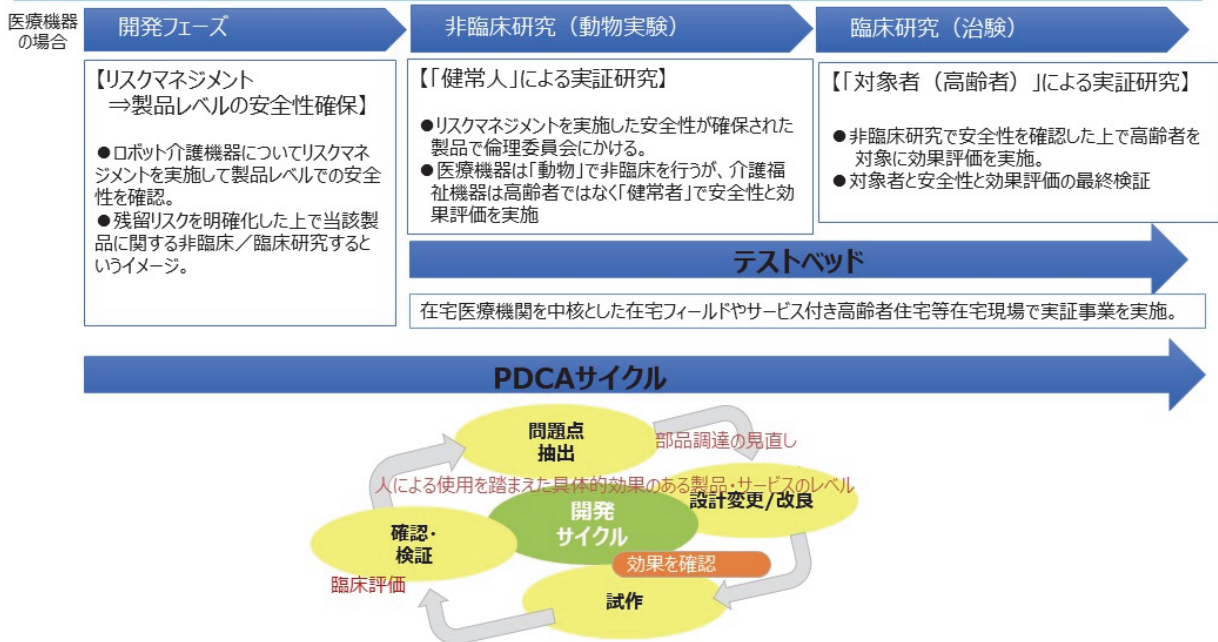 医療機器
の場合
開発フェーズ
非臨床研究（動物実験）
臨床研究（治験）
【リスクマネジメント
⇒製品レベルの安全性確保】
●ロボット介護機器についてリスクマネ
ジメントを実施して製品レベルでの安全
性を確認。
●残留リスクを明確化した上で当該製
品に関する非臨床／臨床研究すると
いうイメージ。
【「健常人」による実証研究】
●リスクマネジメントを実施した安全性が確保された
製品で倫理委員会にかける。
●医療機器は「動物」で非臨床を行うが、介護福
祉機器は高齢者ではなく「健常者」で安全性と効
果評価を実施
【「対象者（高齢者）」による実証研究】
●非臨床研究で安全性を確認した上で高齢者を
対象に効果評価を実施。
●対象者と安全性と効果評価の最終検証
テストベッド
在宅医療機関を中核とした在宅フィールドやサービス付き高齢者住宅等在宅現場で実証事業を実施。
PDCAサイクル
問題点
抽出
部品調達の見直し
人による使用を踏まえた具体的効果のある製品・サービスのレベル
設計変更/改良
開発
サイクル
確認・
検証
効果を確認
臨床評価
試作